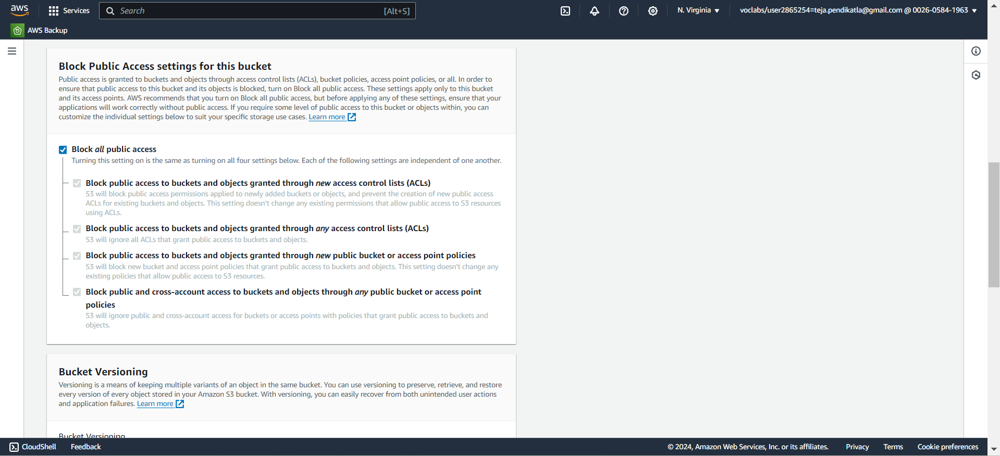 aws
Services
Search
[Alt+S]
N. Virginia
voclabs/user2865254=teja.pendikatla@gmail.com @ 0026-0584-1963
AWS Backup
Block Public Access settings for this bucket
Public access is granted to buckets and objects through access control lists (ACLs), bucket policies, access point policies, or all. In order to
ensure that public access to this bucket and its objects is blocked, turn on Block all public access. These settings apply only to this bucket
and its access points. AWS recommends that you turn on Block all public access, but before applying any of these settings, ensure that your
applications will work correctly without public access. If you require some level of public access to this bucket or objects within, you can
customize the individual settings below to suit your specific storage use cases. Learn more
Block all public access
Turning this setting on is the same as turning on all four settings below. Each of the following settings are independent of one another.
Block public access to buckets and objects granted through new access control lists (ACLs)
S3 will block public access permissions applied to newly added buckets or objects, and prevent the creation of new public access
ACLs for existing buckets and objects. This setting doesn't change any existing permissions that allow public access to S3 resources
using ACLs.
Block public access to buckets and objects granted through any access control lists (ACLs)
S3 will ignore all ACLs that grant public access to buckets and objects.
Block public access to buckets and objects granted through new public bucket or access point policies
S3 will block new bucket and access point policies that grant public access to buckets and objects. This setting doesn't change any
existing policies that allow public access to S3 resources.
Block public and cross-account access to buckets and objects through any public bucket or access point
policies
S3 will ignore public and cross-account access for buckets or access points with policies that grant public access to buckets and
objects.
Bucket Versioning
Versioning is a means of keeping multiple variants of an object in the same bucket. You can use versioning to preserve, retrieve, and restore
every version of every object stored in your Amazon S3 bucket. With versioning, you can easily recover from both unintended user actions
and application failures. Learn more
Bucket Versioning
CloudShell
Feedback
© 2024, Amazon Web Services, Inc. or its affiliates.
Privacy
Terms
Cookie preferences